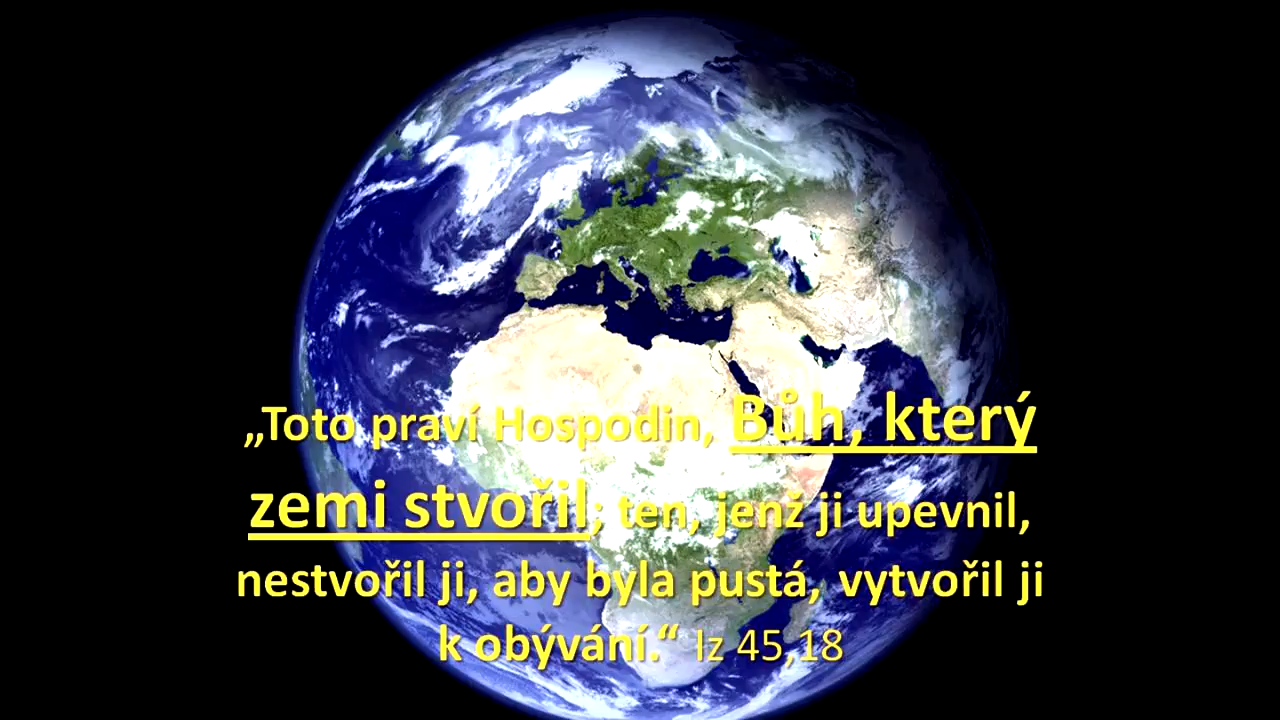 „Toto praví Hospodin, Bůh, který
zemi stvořil; ten, jenž ji upevnil,
nestvořil ji, aby byla pustá, vytvořil ji
k obývání.“ Iz 45,18